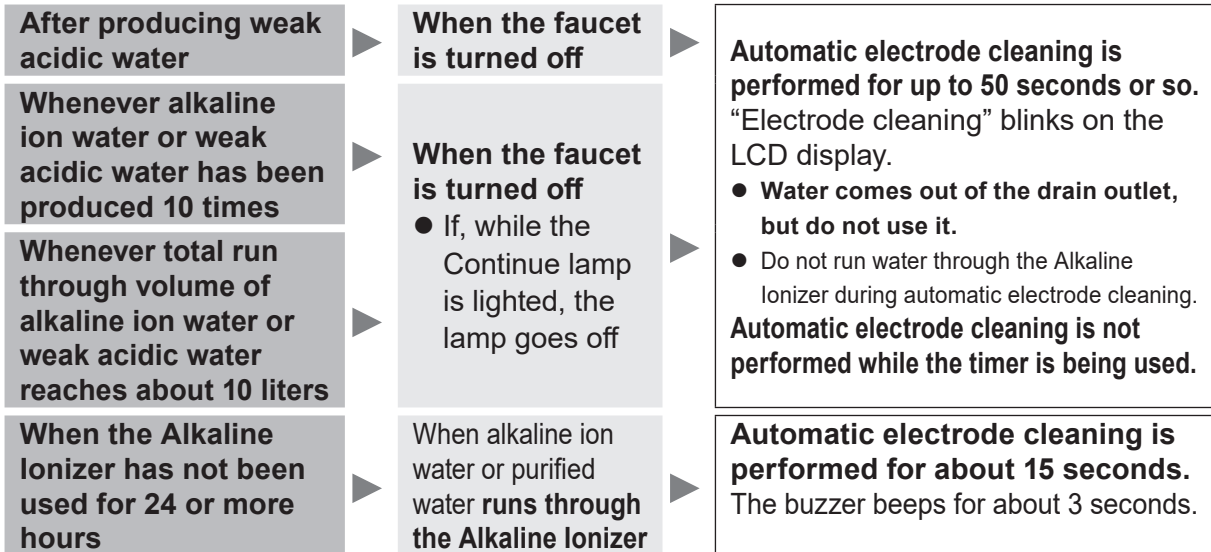 After producing weak
acidic water
When the faucet
is turned off
Whenever alkaline
ion water or weak
acidic water has been
produced 10 times
Whenever total run
through volume of
alkaline ion water or
weak acidic water
reaches about 10 liters
When the faucet
is turned off
● If, while the
Continue lamp
is lighted, the
lamp goes off
Automatic electrode cleaning is
performed for up to 50 seconds or so.
“Electrode cleaning” blinks on the
LCD display.
● Water comes out of the drain outlet,
but do not use it.
● Do not run water through the Alkaline
Ionizer during automatic electrode cleaning.
Automatic electrode cleaning is not
performed while the timer is being used.
When the Alkaline
Ionizer has not been
used for 24 or more
hours
When alkaline ion
water or purified
water runs through
the Alkaline Ionizer
Automatic electrode cleaning is
performed for about 15 seconds.
The buzzer beeps for about 3 seconds.